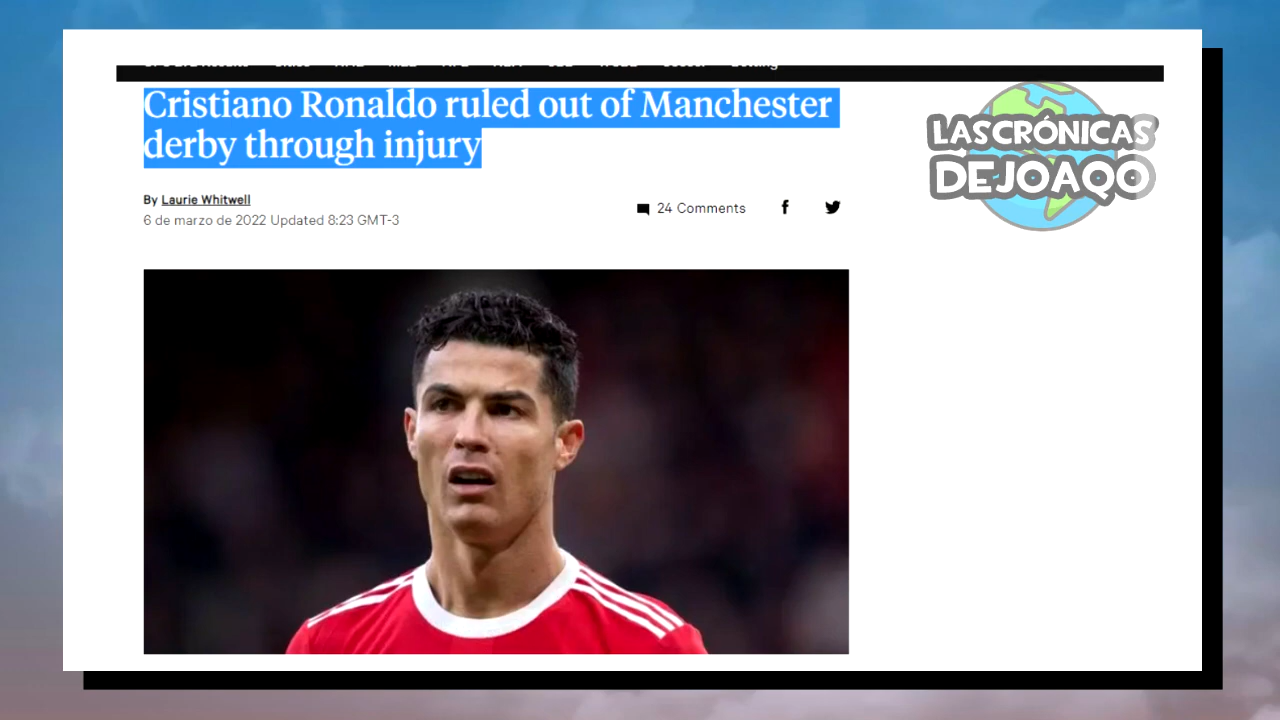 Cristiano Ronaldo ruled out of Manchester
derby through injury
LASCRÓNICAS
DEJOAQO
By Laurie Whitwell
6 de marzo de 2022 Updated 8:23 GMT-3
24 Comments